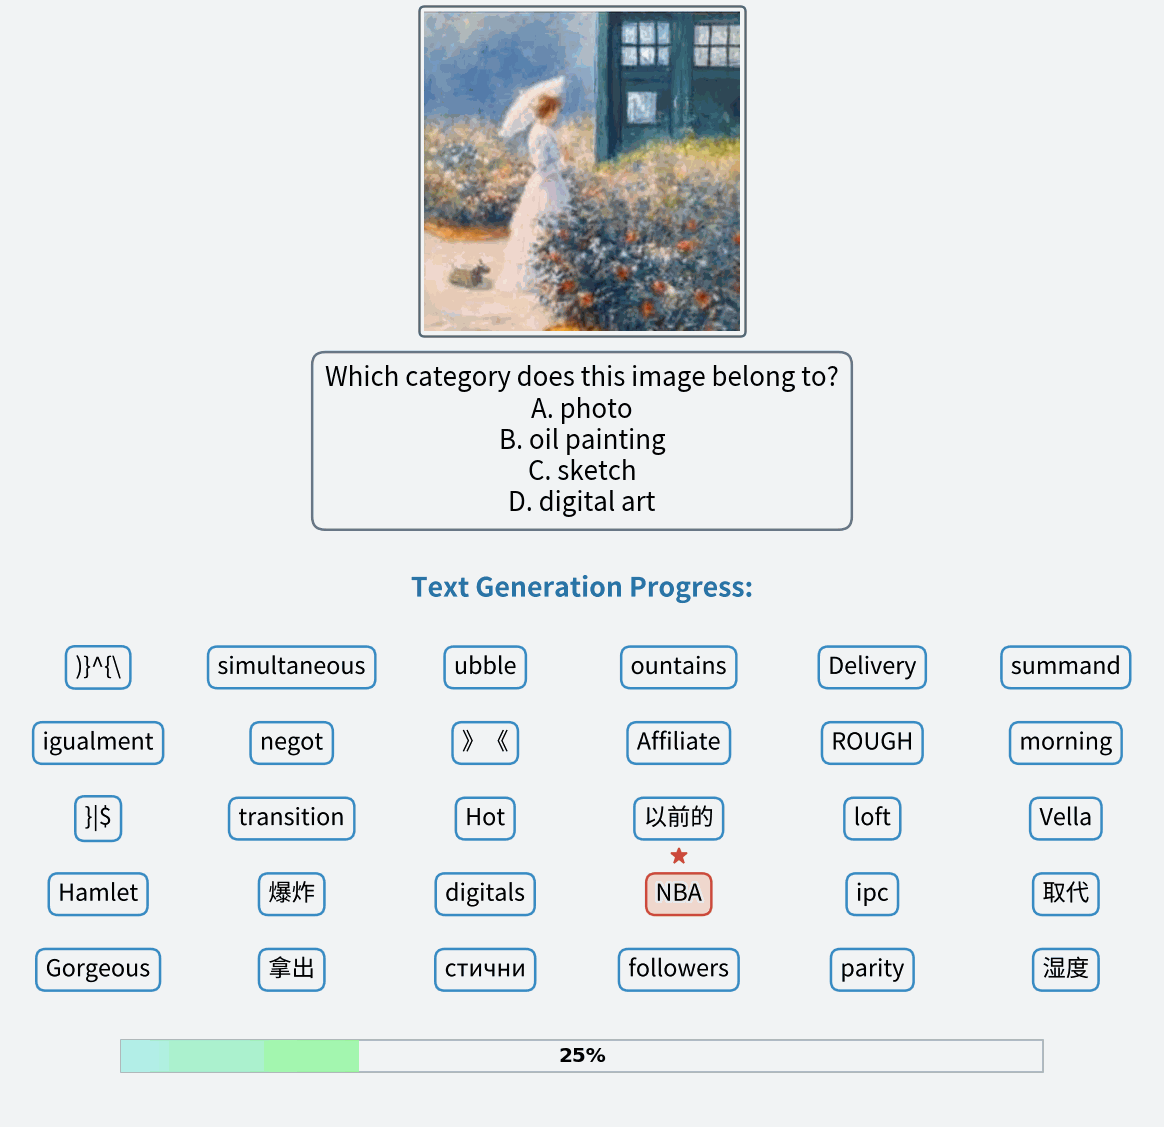 Which category does this image belong to?
A. photo
B. oil painting
C. sketch
D. digital art
Text Generation Progress:
)}^{\ simultaneous ubble ountains Delivery summand
igualment negot 》《 Affiliate ROUGH morning
}|$ transition Hot 以前的 loft Vella
Hamlet 爆炸 digitals NBA ipc 取代
Gorgeous 拿出 стични followers parity 湿度
25%